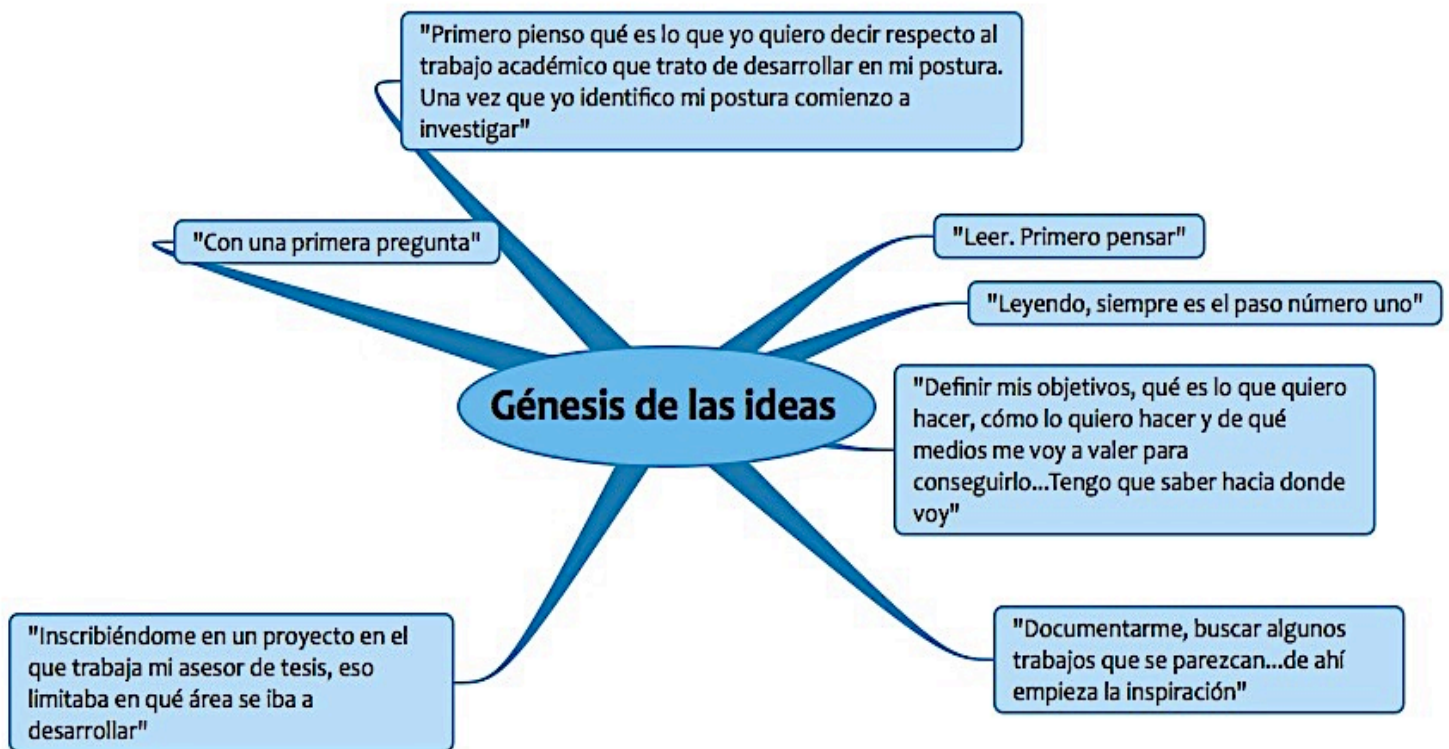 "Primero pienso qué es lo que yo quiero decir respecto al
trabajo académico que trato de desarrollar en mi postura.
Una vez que yo identifico mi postura comienzo a
investigar"
"Con una primera pregunta"
"Leer. Primero pensar"
"Leyendo, siempre es el paso número uno"
Génesis de las ideas
"Definir mis objetivos, qué es lo que quiero
hacer, cómo lo quiero hacer y de qué
medios me voy a valer para
conseguirlo...Tengo que saber hacia donde
voy"
"Inscribiéndome en un proyecto en el
que trabaja mi asesor de tesis, eso
limitaba en qué área se iba a
desarrollar"
"Documentarme, buscar algunos
trabajos que se parezcan...de ahí
empieza la inspiración"